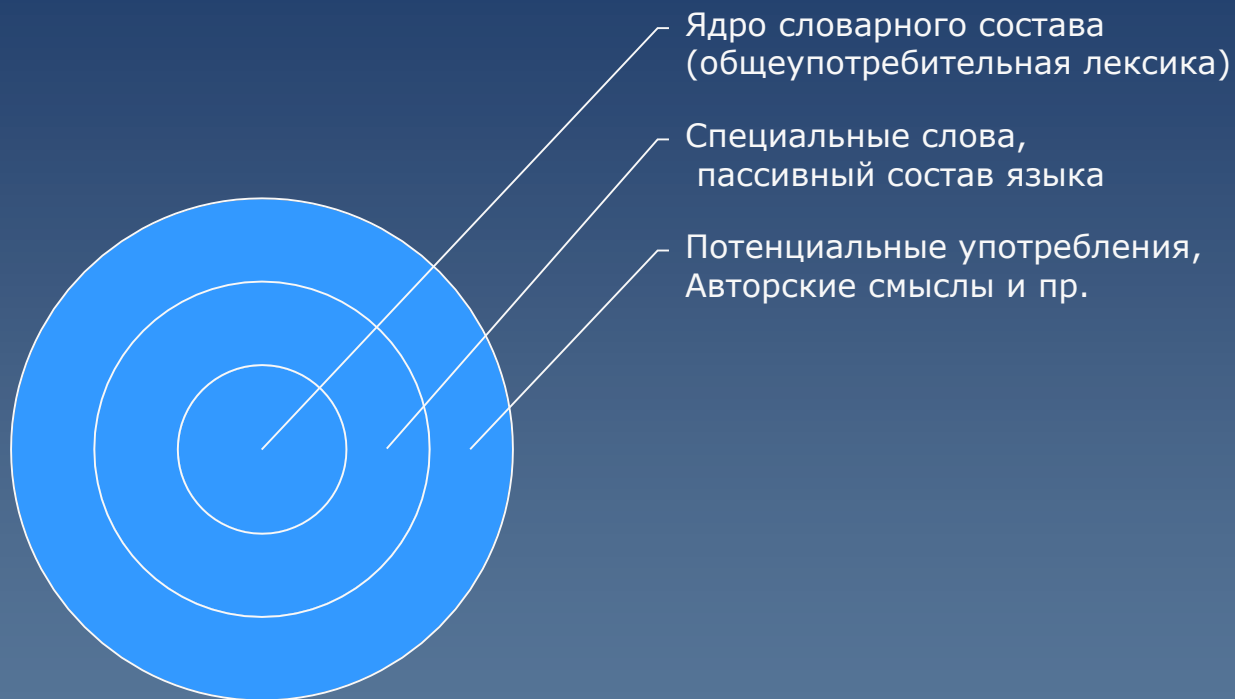 Ядро словарного состава
(общеупотребительная лексика)
Специальные слова,
пассивный состав языка
Потенциальные употребления,
Авторские смыслы и пр.